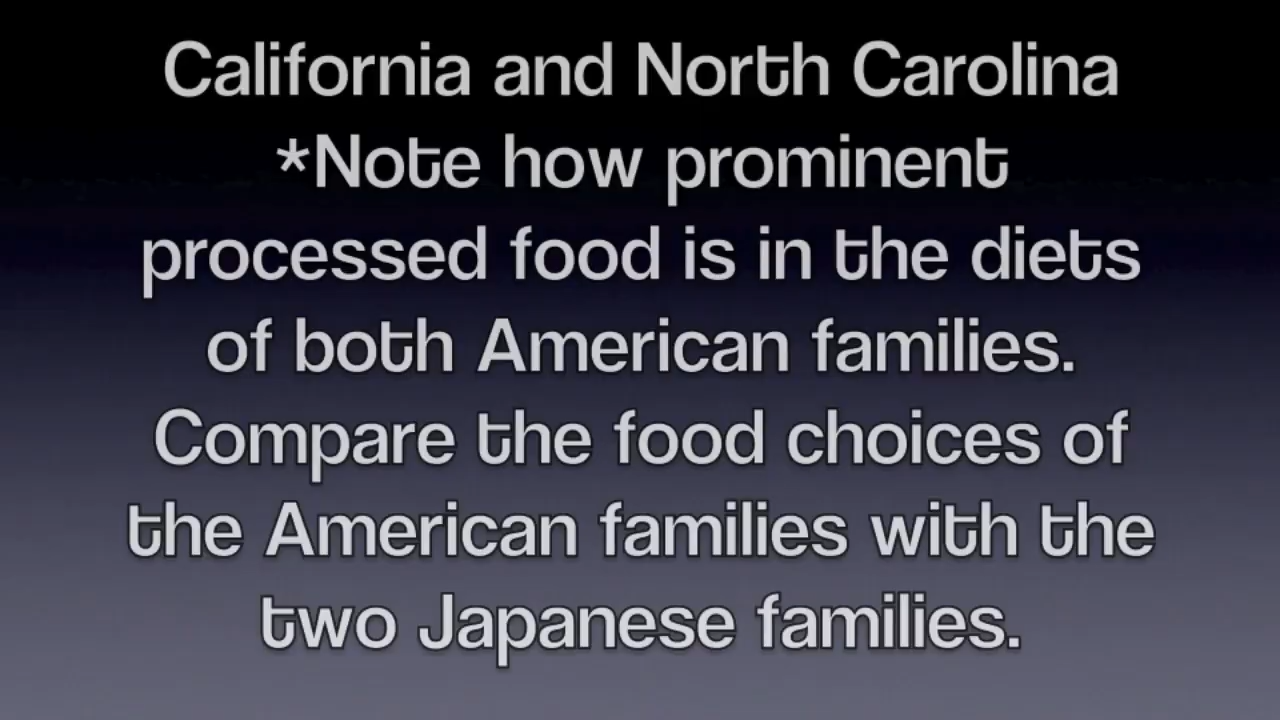 California and North Carolina
*Note how prominent
processed food is in the diets
of both American families.
Compare the food choices of
the American families with the
two Japanese families.